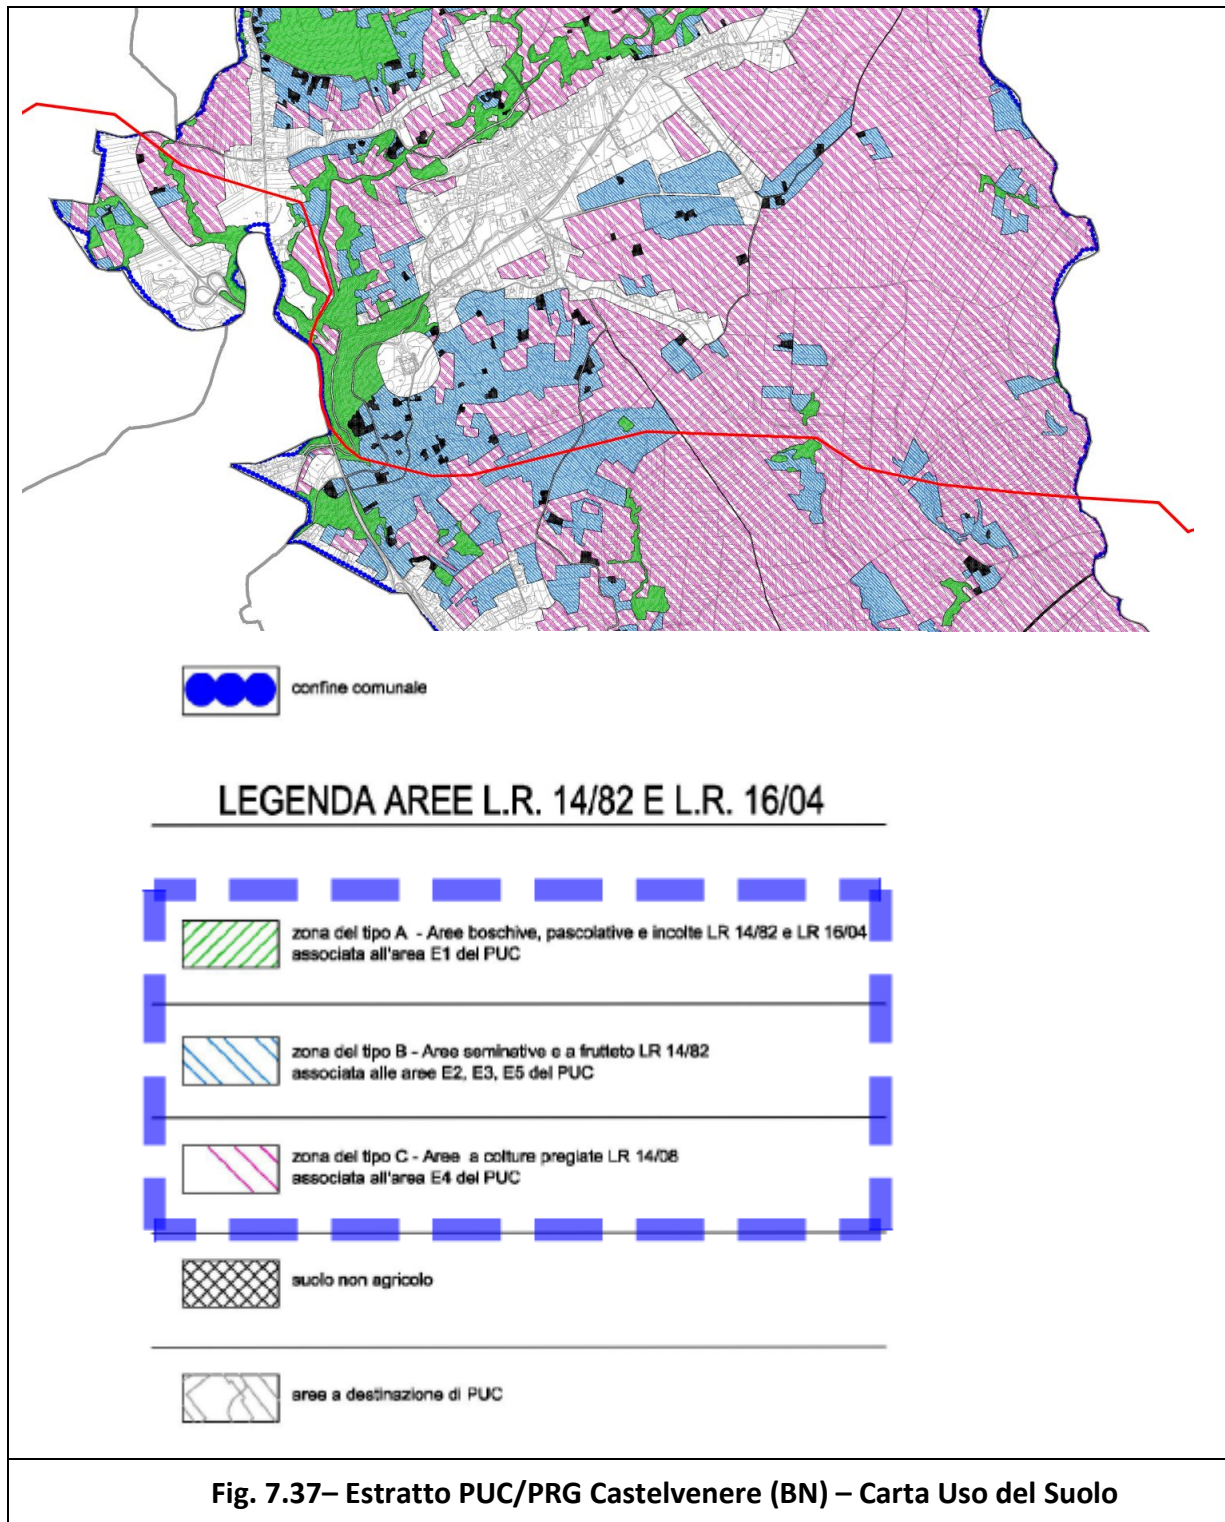 confine comunale
LEGENDA AREE L.R. 14/82 E L.R. 16/04
zona del tipo A - Aree boschive, pascolative e incolte LR 14/82 e LR 16/04
associata all'area E1 del PUC
zona del tipo B - Aree seminative e a frutteto LR 14/82
associata alle aree E2, E3, E5 del PUC
zona del tipo C - Aree a colture pregiate LR 14/08
associata all'area E4 del PUC
suolo non agricolo
aree a destinazione di PUC
Fig. 7.37– Estratto PUC/PRG Castelvenere (BN) – Carta Uso del Suolo